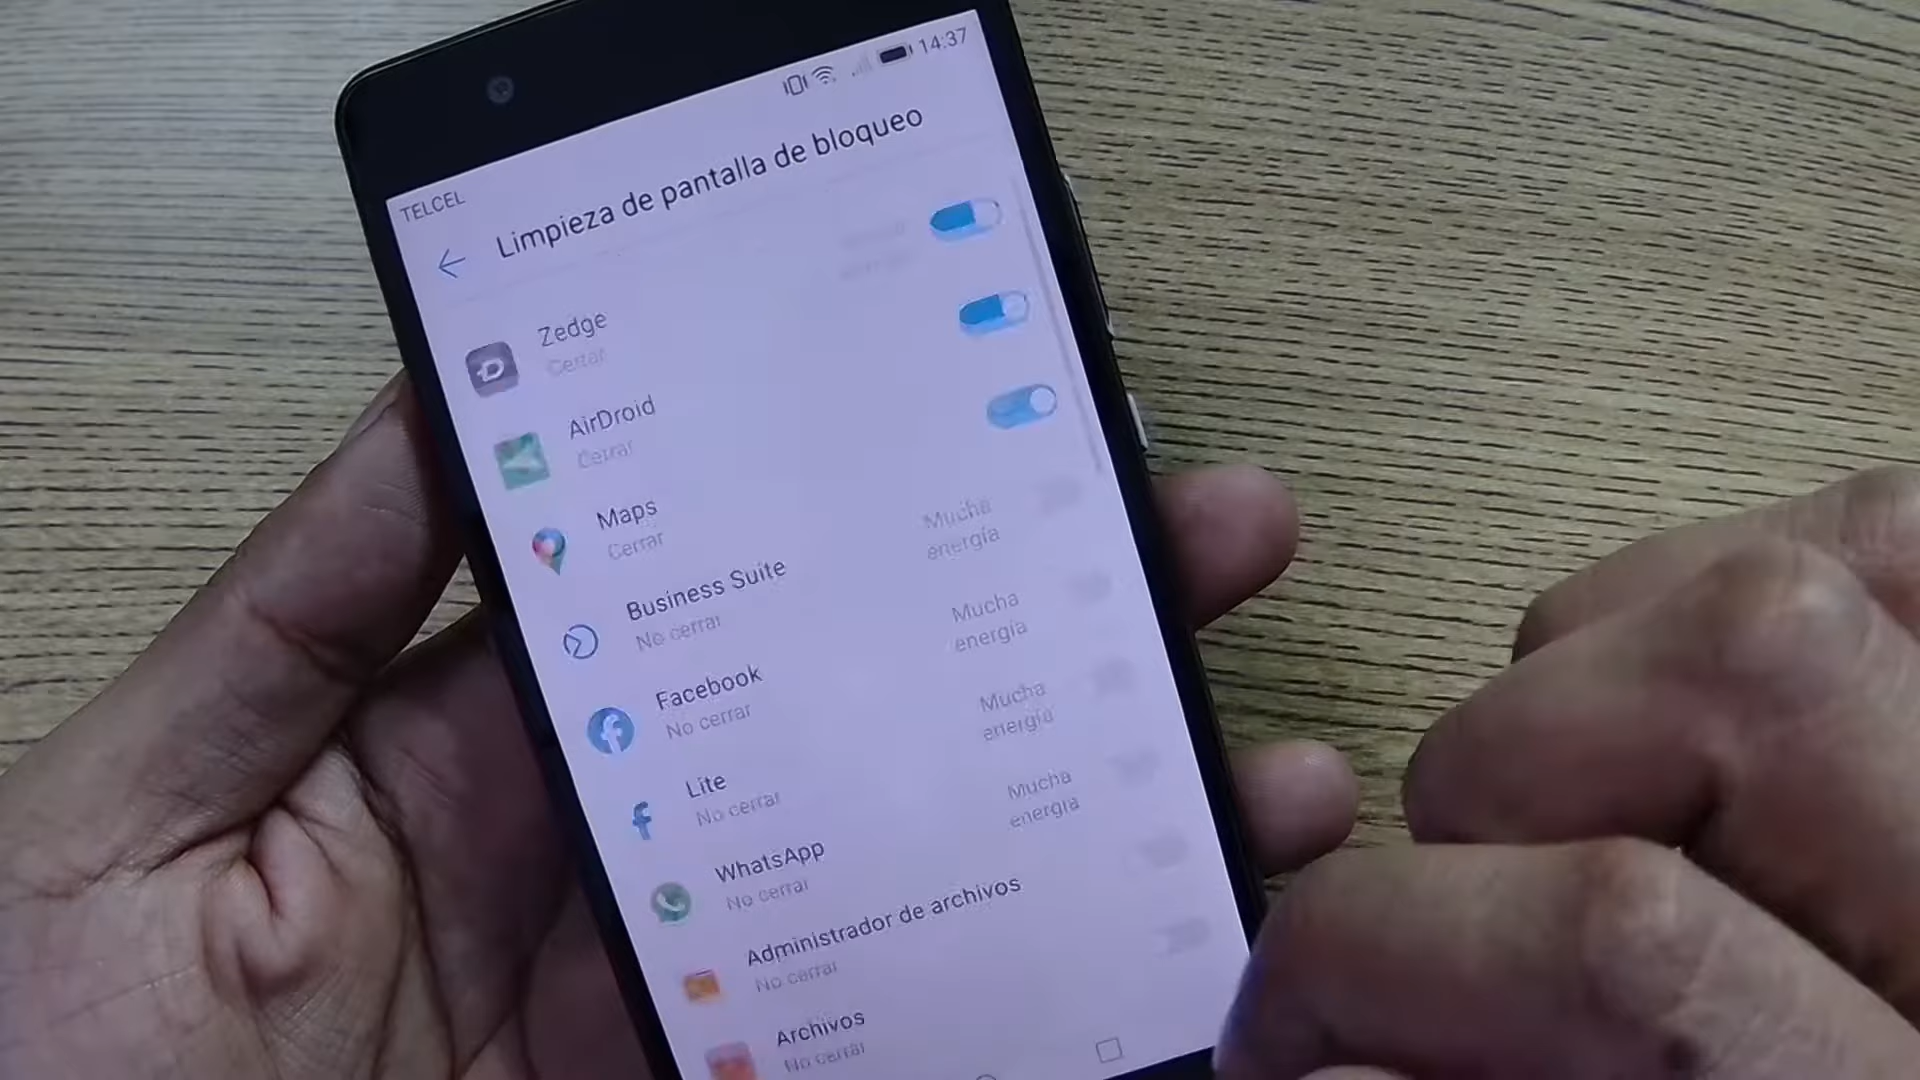 14:37
TELCEL
Limpieza de pantalla de bloqueo
Zedge
Cerrar
AirDroid
Cerrar
Maps
Cerrar
Mucha
energía
Business Suite
No cerrar
Mucha
energía
Facebook
No cerrar
Mucha
energía
Lite
No cerrar
Mucha
energía
WhatsApp
No cerrar
Administrador de archivos
No cerrar
Archivos
No cerrar